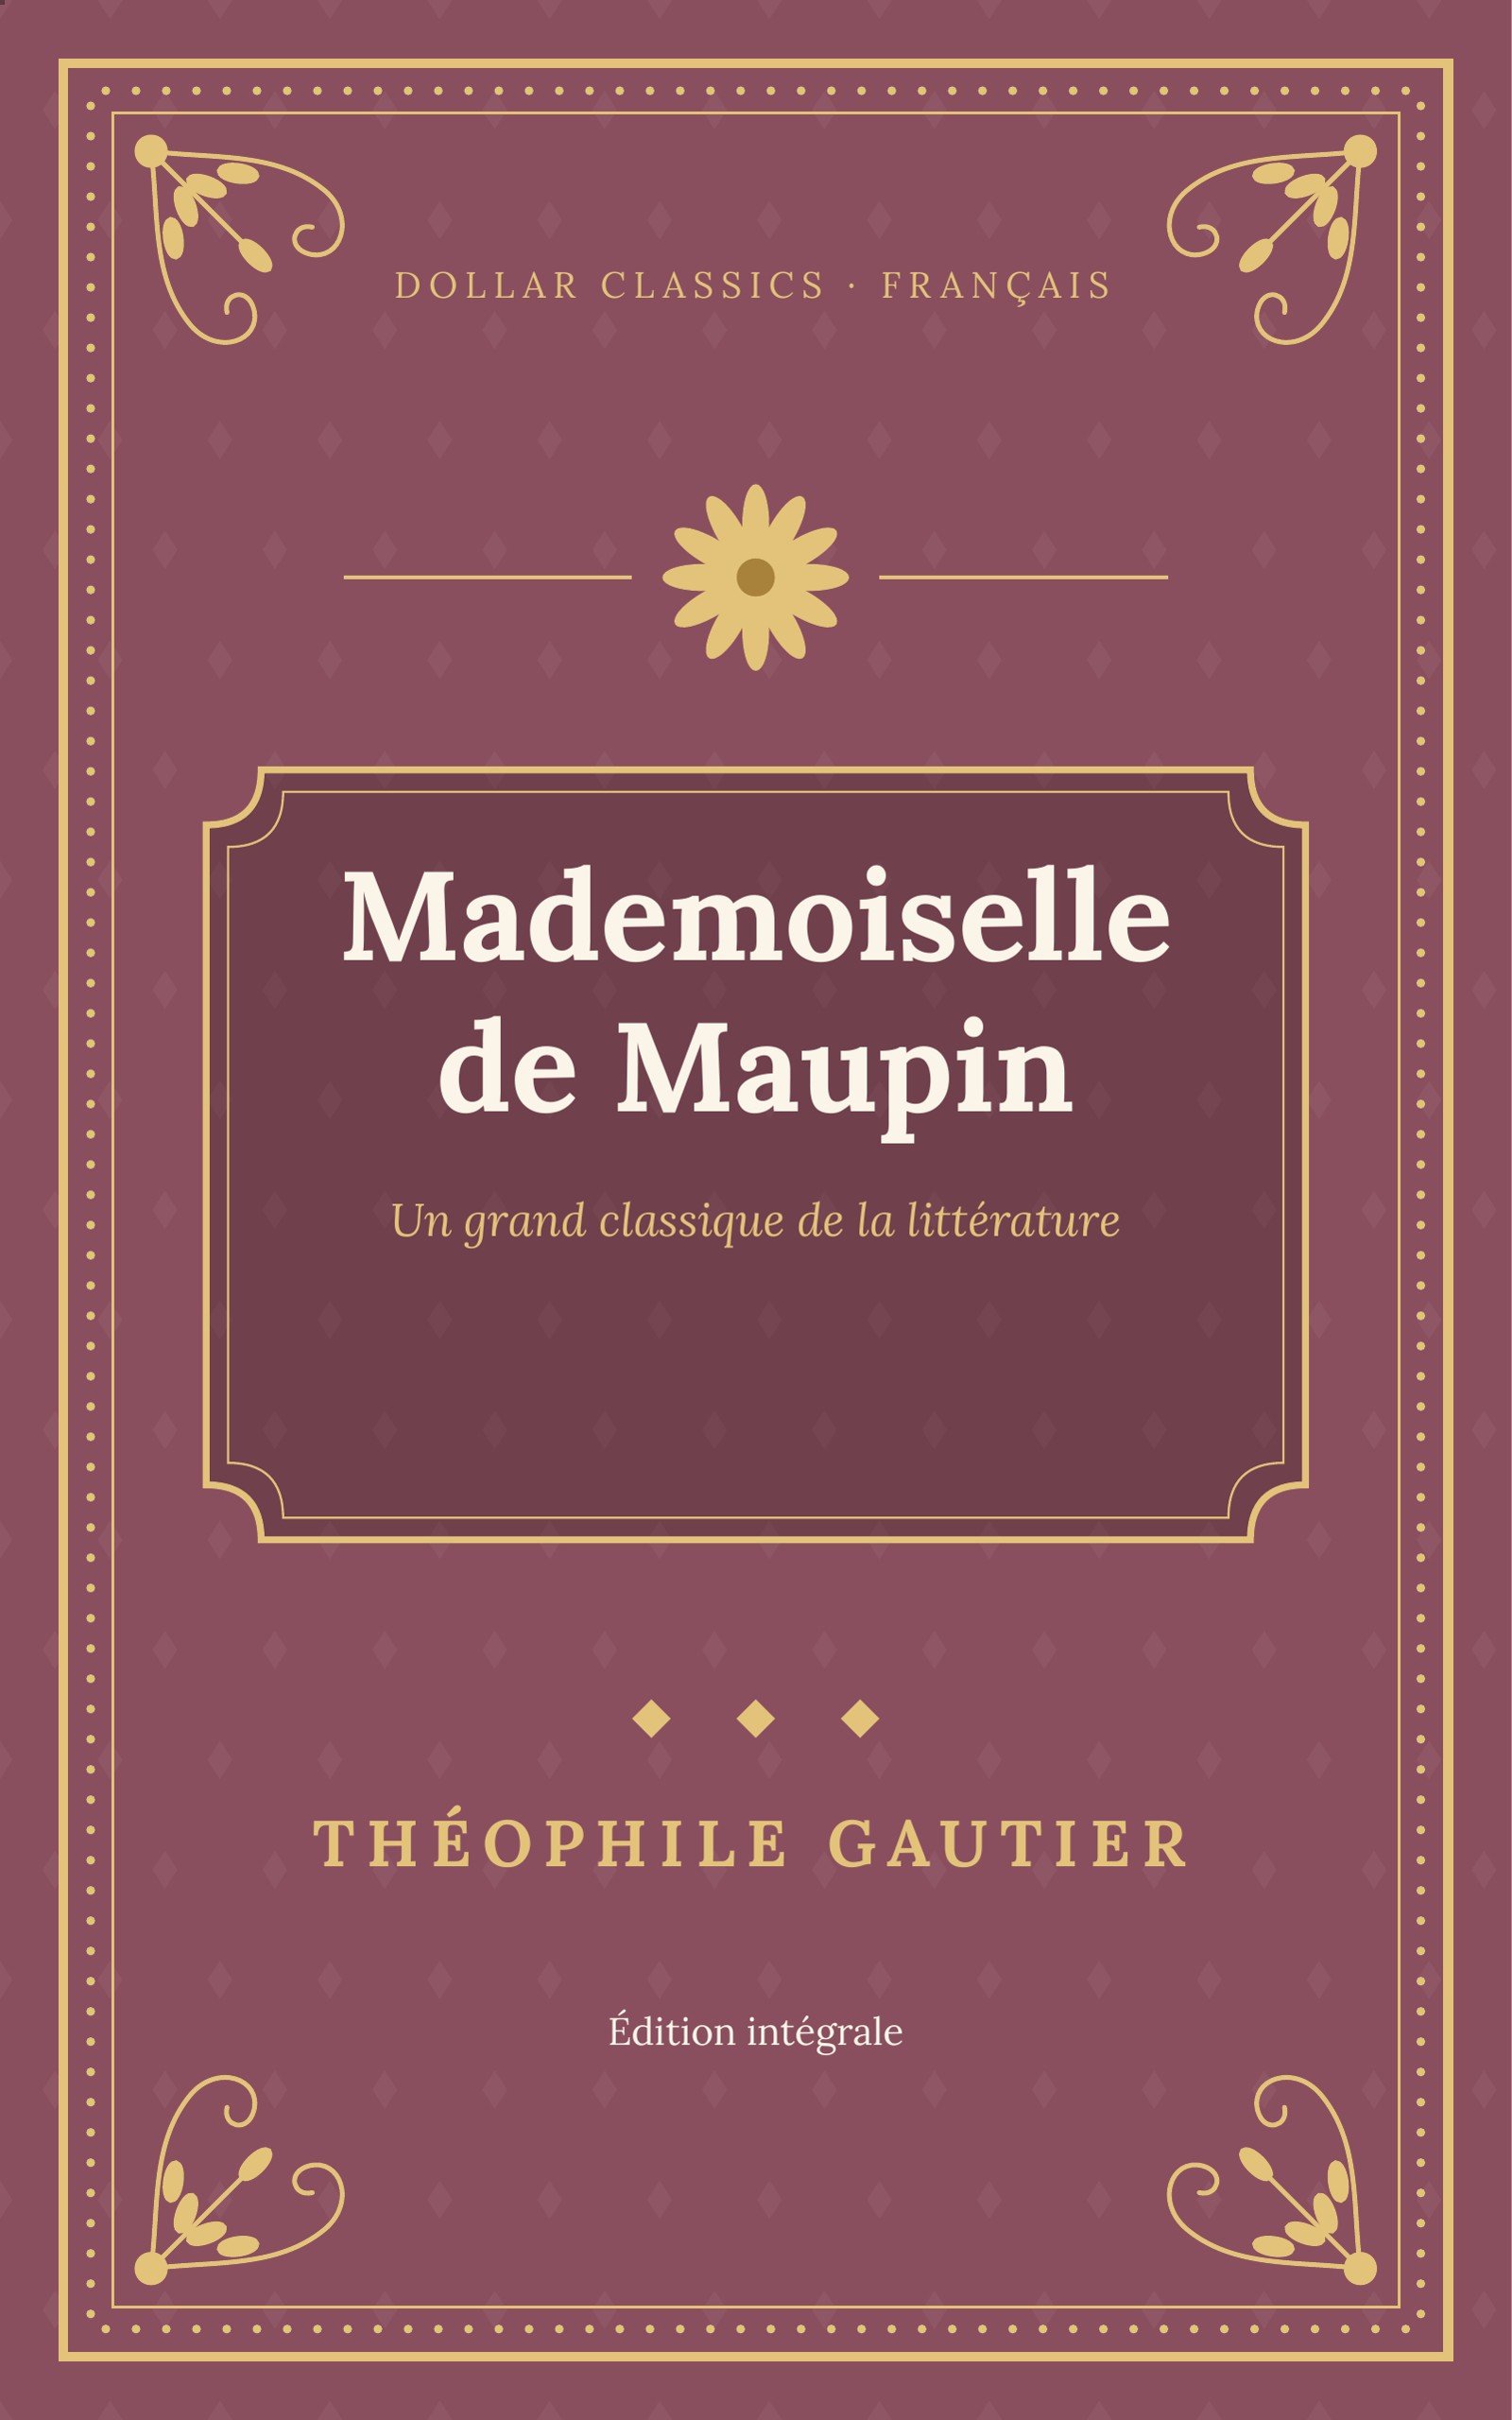 DOLLAR CLASSICS · FRANÇAIS
Mademoiselle
de Maupin
Un grand classique de la littérature
THÉOPHILE GAUTIER
Édition intégrale